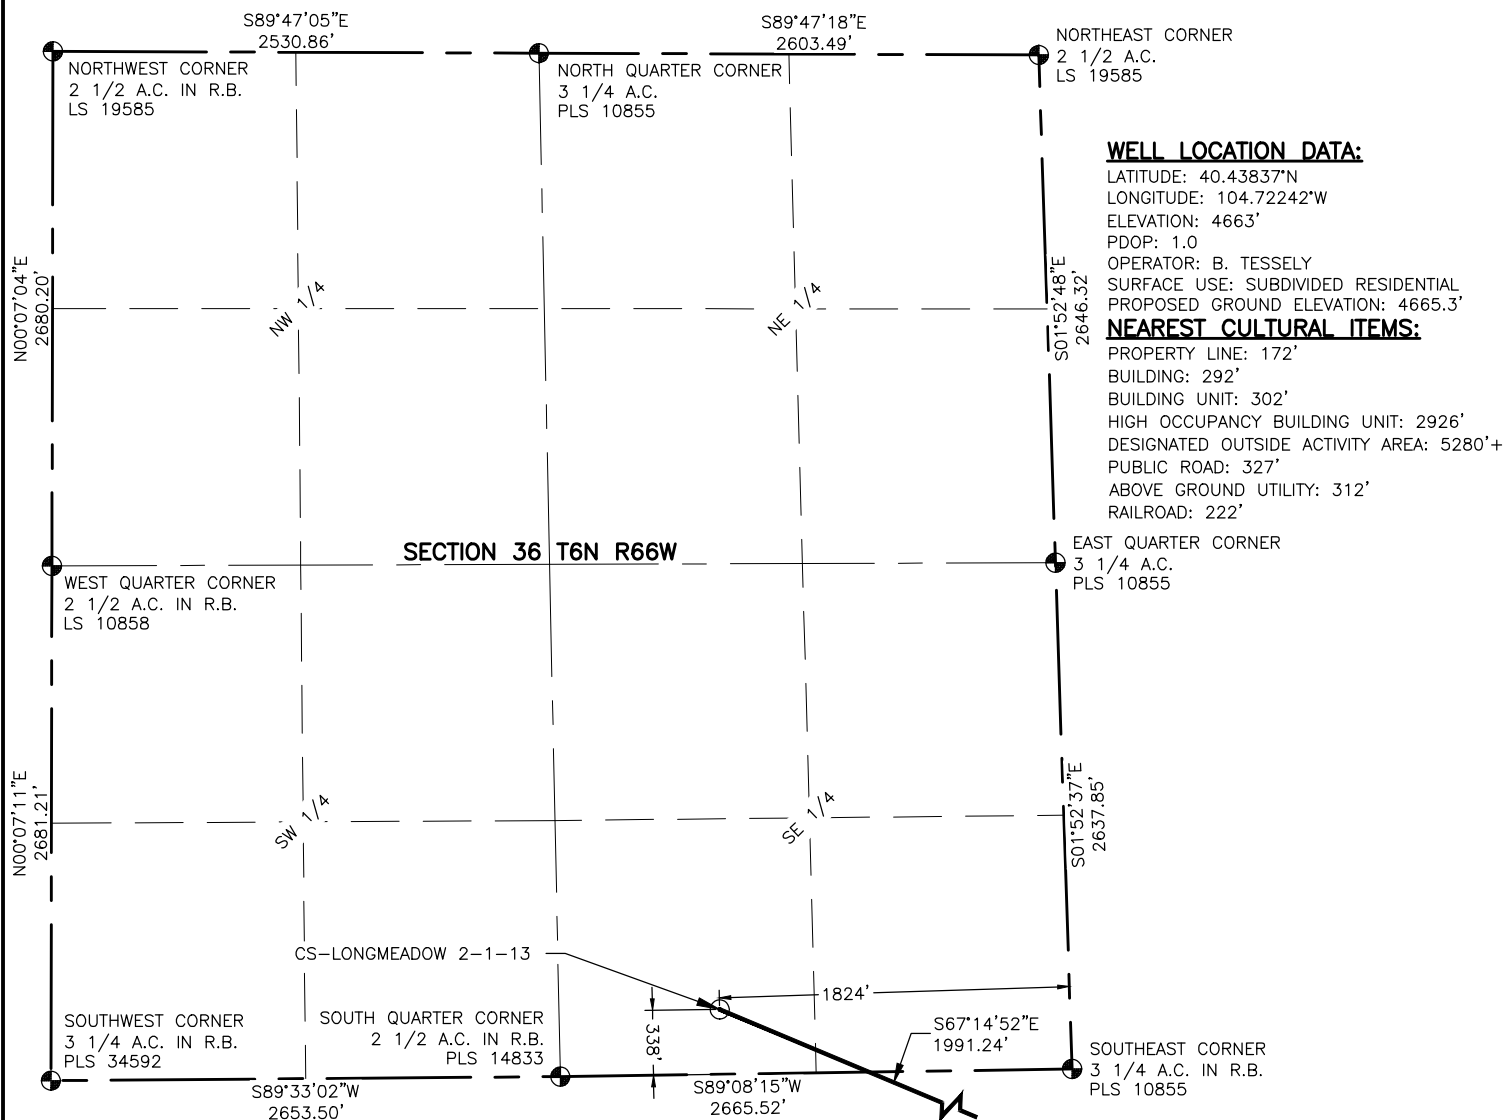 S89°47'05"E
2530.86'
S89°47'18"E
2603.49'
NORTHEAST CORNER
2 1/2 A.C.
LS 19585
NORTHWEST CORNER
2 1/2 A.C. IN R.B.
LS 19585
NORTH QUARTER CORNER
3 1/4 A.C.
PLS 10855
WELL LOCATION DATA:
LATITUDE: 40.43837°N
LONGITUDE: 104.72242°W
ELEVATION: 4663'
PDOP: 1.0
OPERATOR: B. TESSELY
SURFACE USE: SUBDIVIDED RESIDENTIAL
PROPOSED GROUND ELEVATION: 4665.3'
NEAREST CULTURAL ITEMS:
PROPERTY LINE: 172'
BUILDING: 292'
BUILDING UNIT: 302'
HIGH OCCUPANCY BUILDING UNIT: 2926'
DESIGNATED OUTSIDE ACTIVITY AREA: 5280'+
PUBLIC ROAD: 327'
ABOVE GROUND UTILITY: 312'
RAILROAD: 222'
N00°07'04"E
2680.20'
NW 1/4
NE 1/4
S01°52'48"E
2646.32'
SECTION 36 T6N R66W
EAST QUARTER CORNER
3 1/4 A.C.
PLS 10855
WEST QUARTER CORNER
2 1/2 A.C. IN R.B.
LS 10858
N00°07'11"E
2681.21'
SW 1/4
SE 1/4
S01°52'37"E
2637.85'
CS-LONGMEADOW 2-1-13
1824'
338'
S67°14'52"E
1991.24'
SOUTHWEST CORNER
3 1/4 A.C. IN R.B.
PLS 34592
SOUTH QUARTER CORNER
2 1/2 A.C. IN R.B.
PLS 14833
SOUTHEAST CORNER
3 1/4 A.C. IN R.B.
PLS 10855
S89°33'02"W
2653.50'
S89°08'15"W
2665.52'